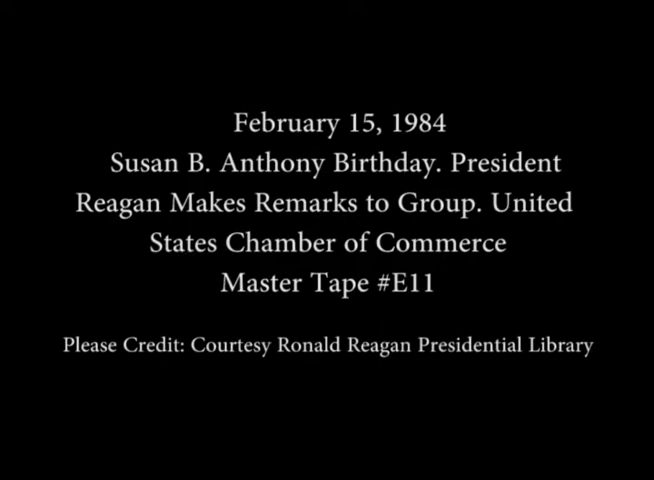 February 15, 1984
Susan B. Anthony Birthday. President
Reagan Makes Remarks to Group. United
States Chamber of Commerce
Master Tape #E11
Please Credit: Courtesy Ronald Reagan Presidential Library